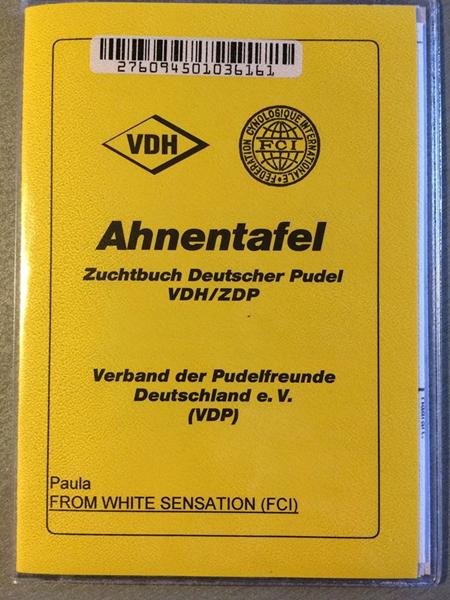 276094501036161
VDH
FEDERATION CYNOLOGIQUE INTERNATIONALE
FCI
Ahnentafel
Zuchtbuch Deutscher Pudel
VDH/ZDP
Verband der Pudelfreunde
Deutschland e. V.
(VDP)
Paula
FROM WHITE SENSATION (FCI)